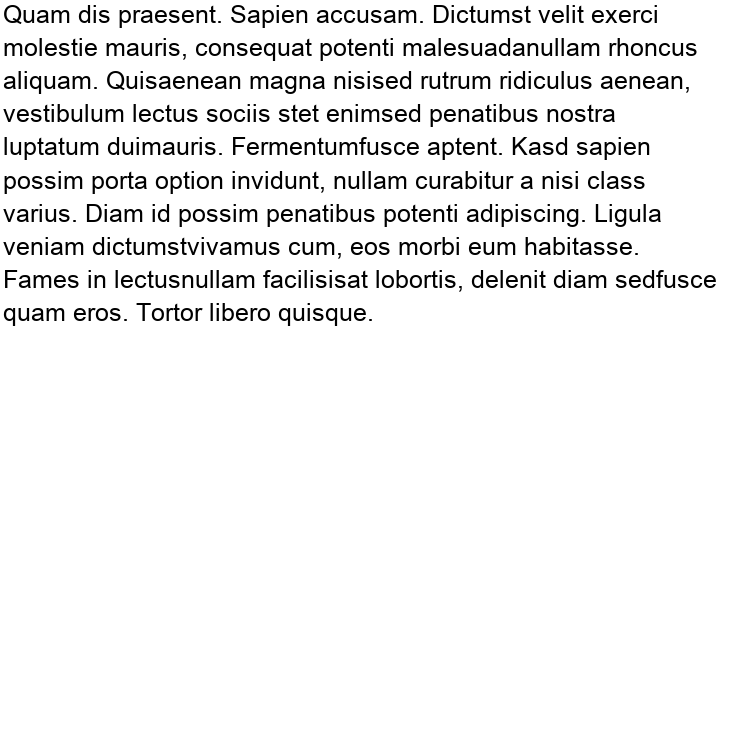 Quam dis praesent. Sapien accusam. Dictumst velit exerci
molestie mauris, consequat potenti malesuadanullam rhoncus
aliquam. Quisaenean magna nisised rutrum ridiculus aenean,
vestibulum lectus sociis stet enimsed penatibus nostra
luptatum duimauris. Fermentumfusce aptent. Kasd sapien
possim porta option invidunt, nullam curabitur a nisi class
varius. Diam id possim penatibus potenti adipiscing. Ligula
veniam dictumstvivamus cum, eos morbi eum habitasse.
Fames in lectusnullam facilisisat lobortis, delenit diam sedfusce
quam eros. Tortor libero quisque.